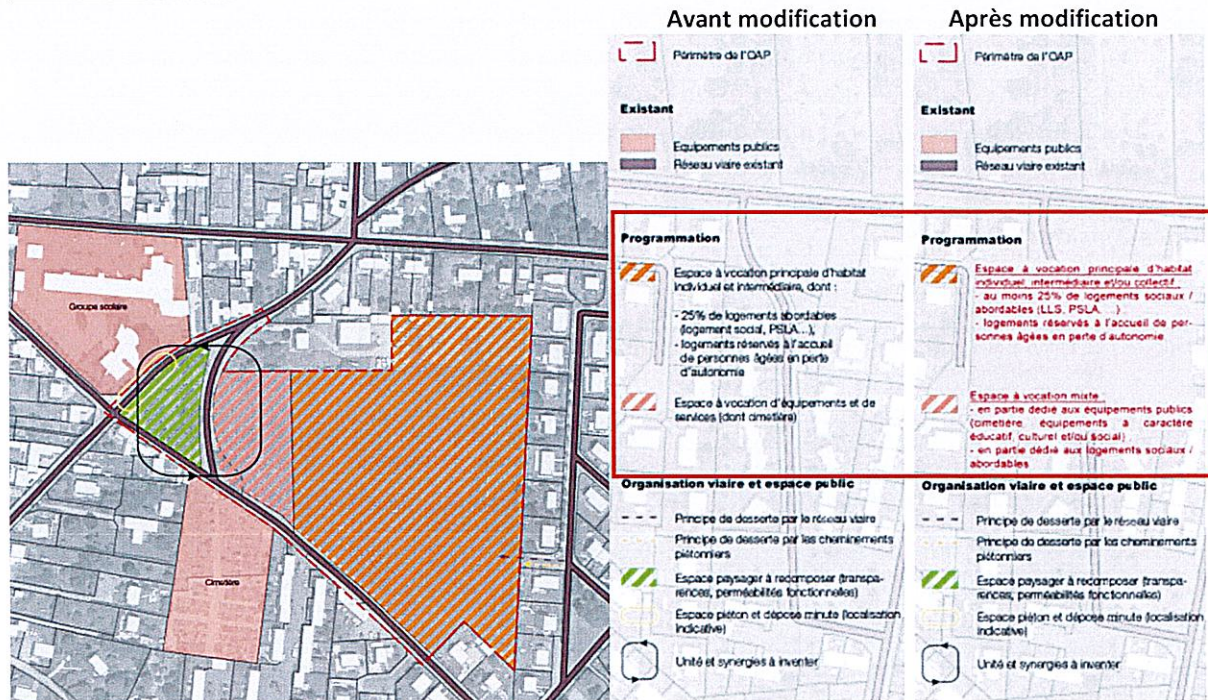 Avant modification
Périmètre de l'OAP
Existant
Equipements publics
Réseau viaire existant
Programmation
Espace à vocation principale d'habitat
individuel et intermédiaire, dont :
- 25% de logements abordables
(logement social, PSLA...),
- logements réservés à l'accueil
de personnes âgées en perte
d'autonomie
Espace à vocation d'équipements et de
services (dont cimetière)
Organisation viaire et espace public
Principe de desserte par le réseau viaire
Principe de desserte par les cheminements
piétonniers
Espace paysager à recomposer (transpa-
rences, perméabilités fonctionnelles)
Espace piéton et dépose minute (localisation
indicative)
Unité et synergies à inventer
Après modification
Périmètre de l'OAP
Existant
Equipements publics
Réseau viaire existant
Programmation
Espace à vocation principale d'habitat
individuel, intermédiaire et/ou collectif
- au moins 25% de logements sociaux /
abordables (LLS, PSLA...)
- logements réservés à l'accueil de per-
sonnes âgées en perte d'autonomie
Espace à vocation mixte :
- en partie dédié aux équipements publics
(cimetière, équipements à caractère
éducatif, culturel et/ou social)
- en partie dédié aux logements sociaux /
abordables
Organisation viaire et espace public
Principe de desserte par le réseau viaire
Principe de desserte par les cheminements
piétonniers
Espace paysager à recomposer (transpa-
rences, perméabilités fonctionnelles)
Espace piéton et dépose minute (localisation
indicative)
Unité et synergies à inventer
Groupe scolaire
Cimetière